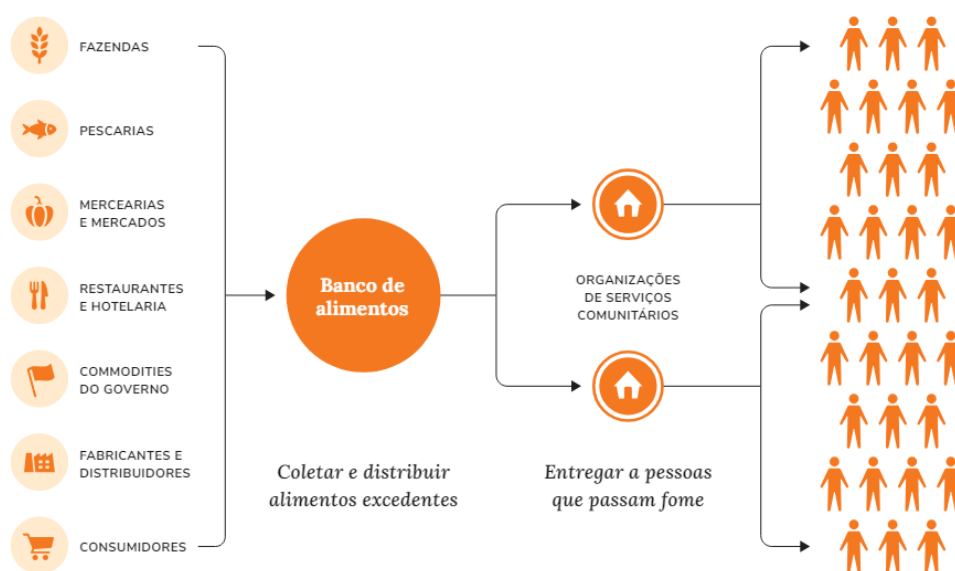 FAZENDAS
PESCARIAS
MERCEARIAS
E MERCADOS
RESTAURANTES
E HOTELARIA
COMMODITIES
DO GOVERNO
FABRICANTES E
DISTRIBUIDORES
CONSUMIDORES
Banco de
alimentos
Coletar e distribuir
alimentos excedentes
ORGANIZAÇÕES
DE SERVIÇOS
COMUNITÁRIOS
Entregar a pessoas
que passam fome